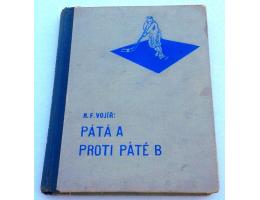 R. F. VOJÍŘ:
PÁTÁ A
PROTI PÁTÉ B